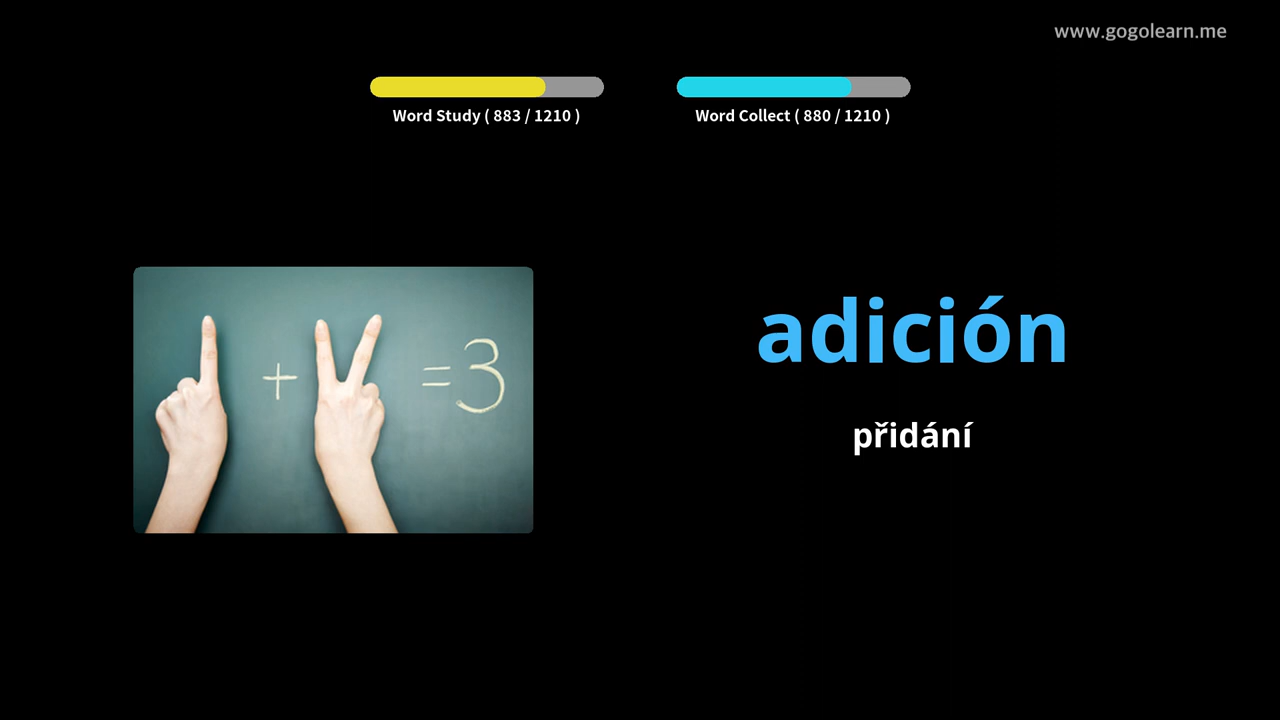 www.gogolearn.me
Word Study ( 883 / 1210 )
Word Collect ( 880 / 1210 )
+ =3
adición
přidání